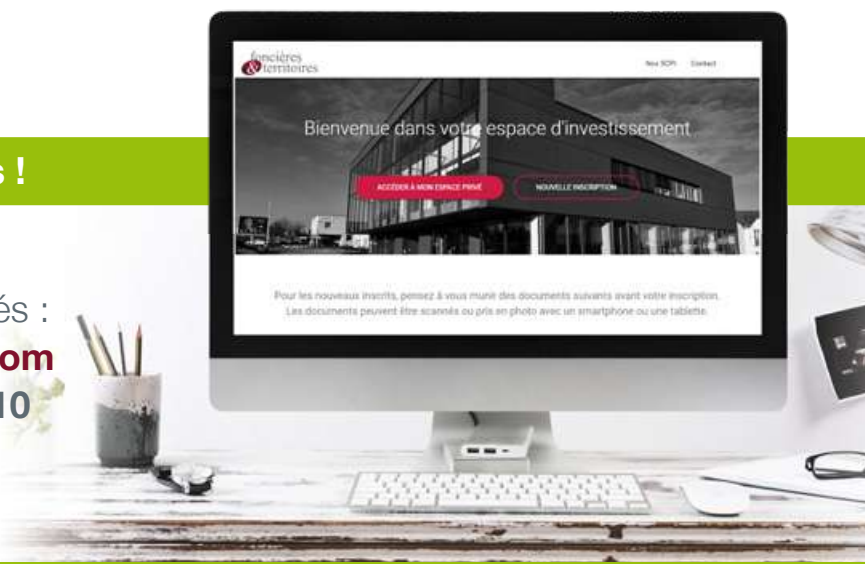 foncières
& territoires
Nos SCPI Contact
Bienvenue dans votre espace d'investissement
ACCÉDER À MON ESPACE PRIVÉ NOUVELLE INSCRIPTION
Pour les nouveaux inscrits, pensez à vous munir des documents suivants avant votre inscription.
Les documents peuvent être scannés ou pris en photo avec un smartphone ou une tablette.
s !
és :
om
10